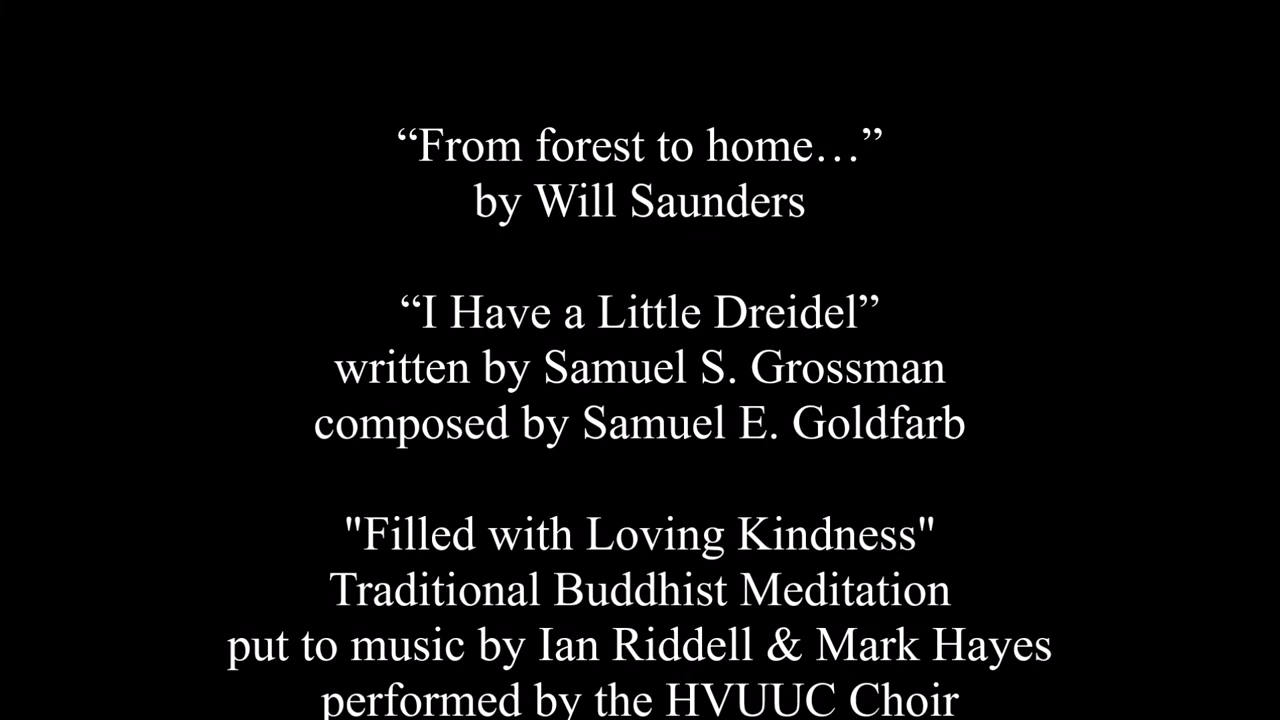 “From forest to home…”
by Will Saunders
“I Have a Little Dreidel”
written by Samuel S. Grossman
composed by Samuel E. Goldfarb
"Filled with Loving Kindness"
Traditional Buddhist Meditation
put to music by Ian Riddell & Mark Hayes
performed by the HVUUC Choir